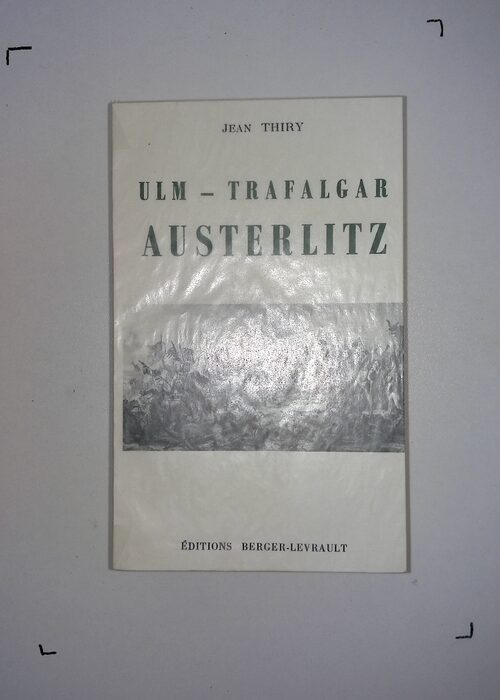 JEAN THIRY
ULM – TRAFALGAR
AUSTERLITZ
ÉDITIONS BERGER-LEVRAULT